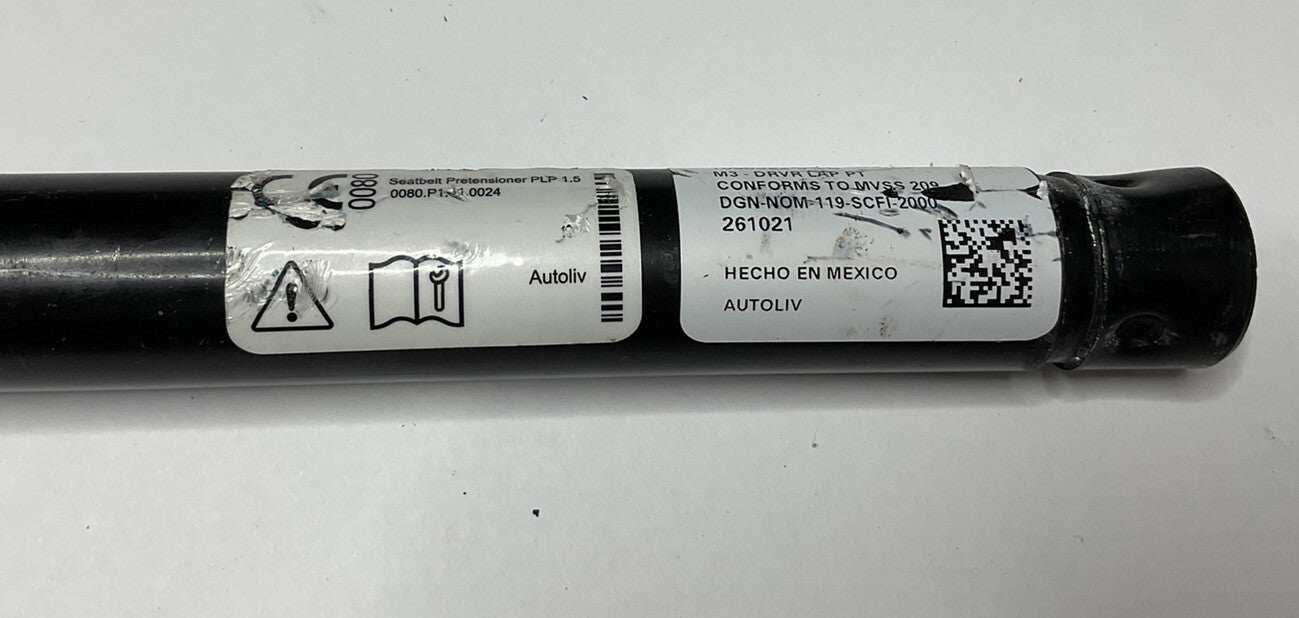 CE
0080
Seatbelt Pretensioner PLP 1.5
0080.P1. .0024
Autoliv
M3 - DRVR LAP PT
CONFORMS TO MVSS 209
DGN-NOM-119-SCFI-2000
261021
HECHO EN MEXICO
AUTOLIV